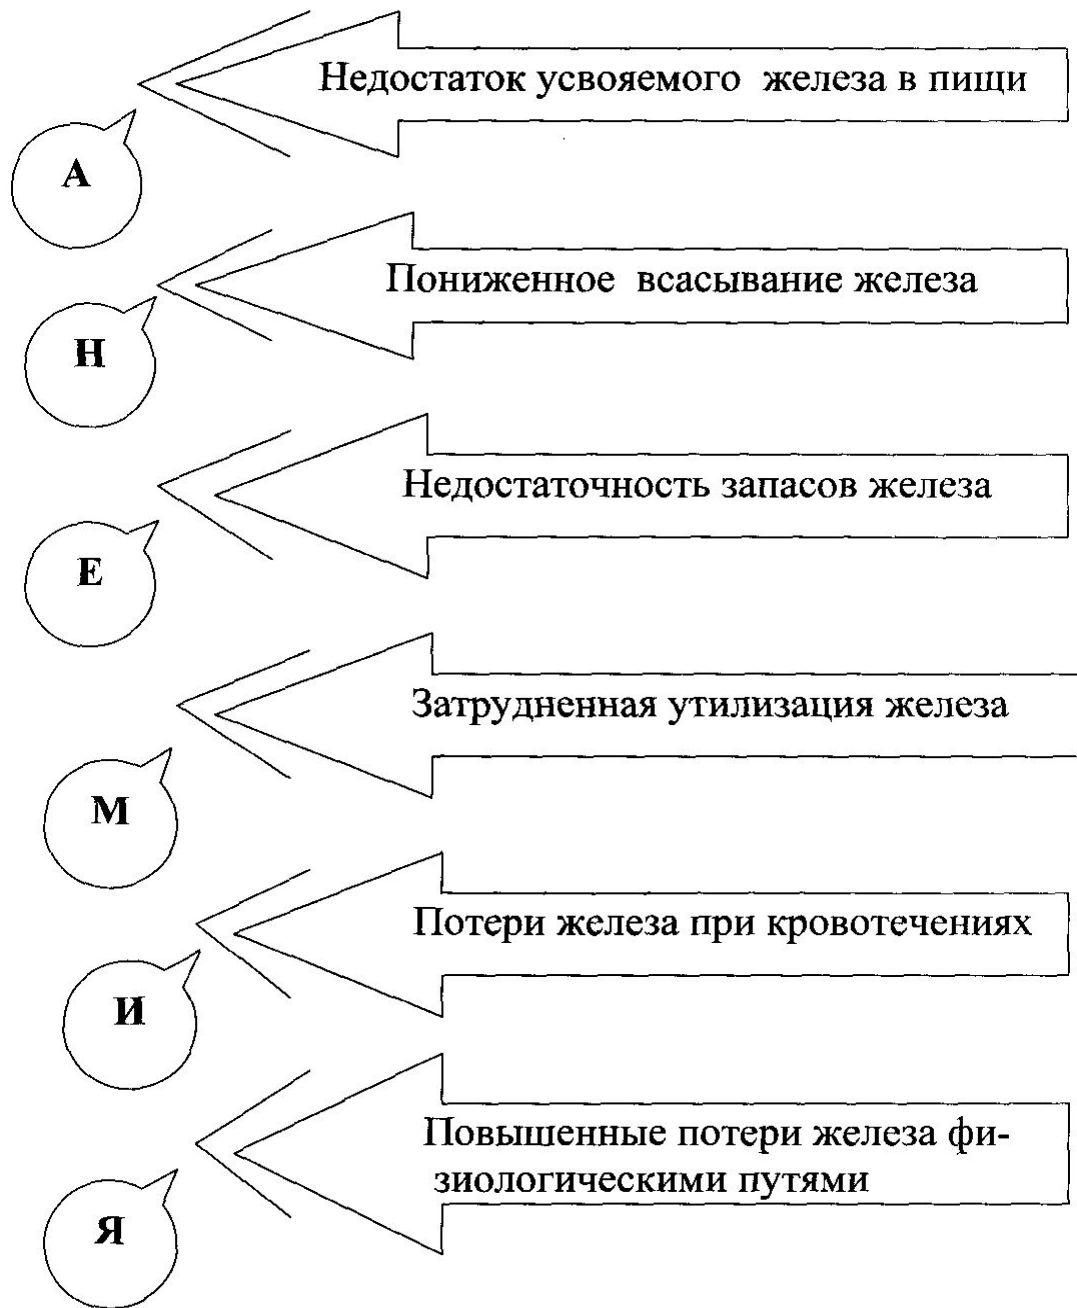 Недостаток усвояемого железа в пищи
А
Пониженное всасывание железа
Н
Недостаточность запасов железа
Е
Затрудненная утилизация железа
М
Потери железа при кровотечениях
И
Повышенные потери железа фи-
зиологическими путями
Я